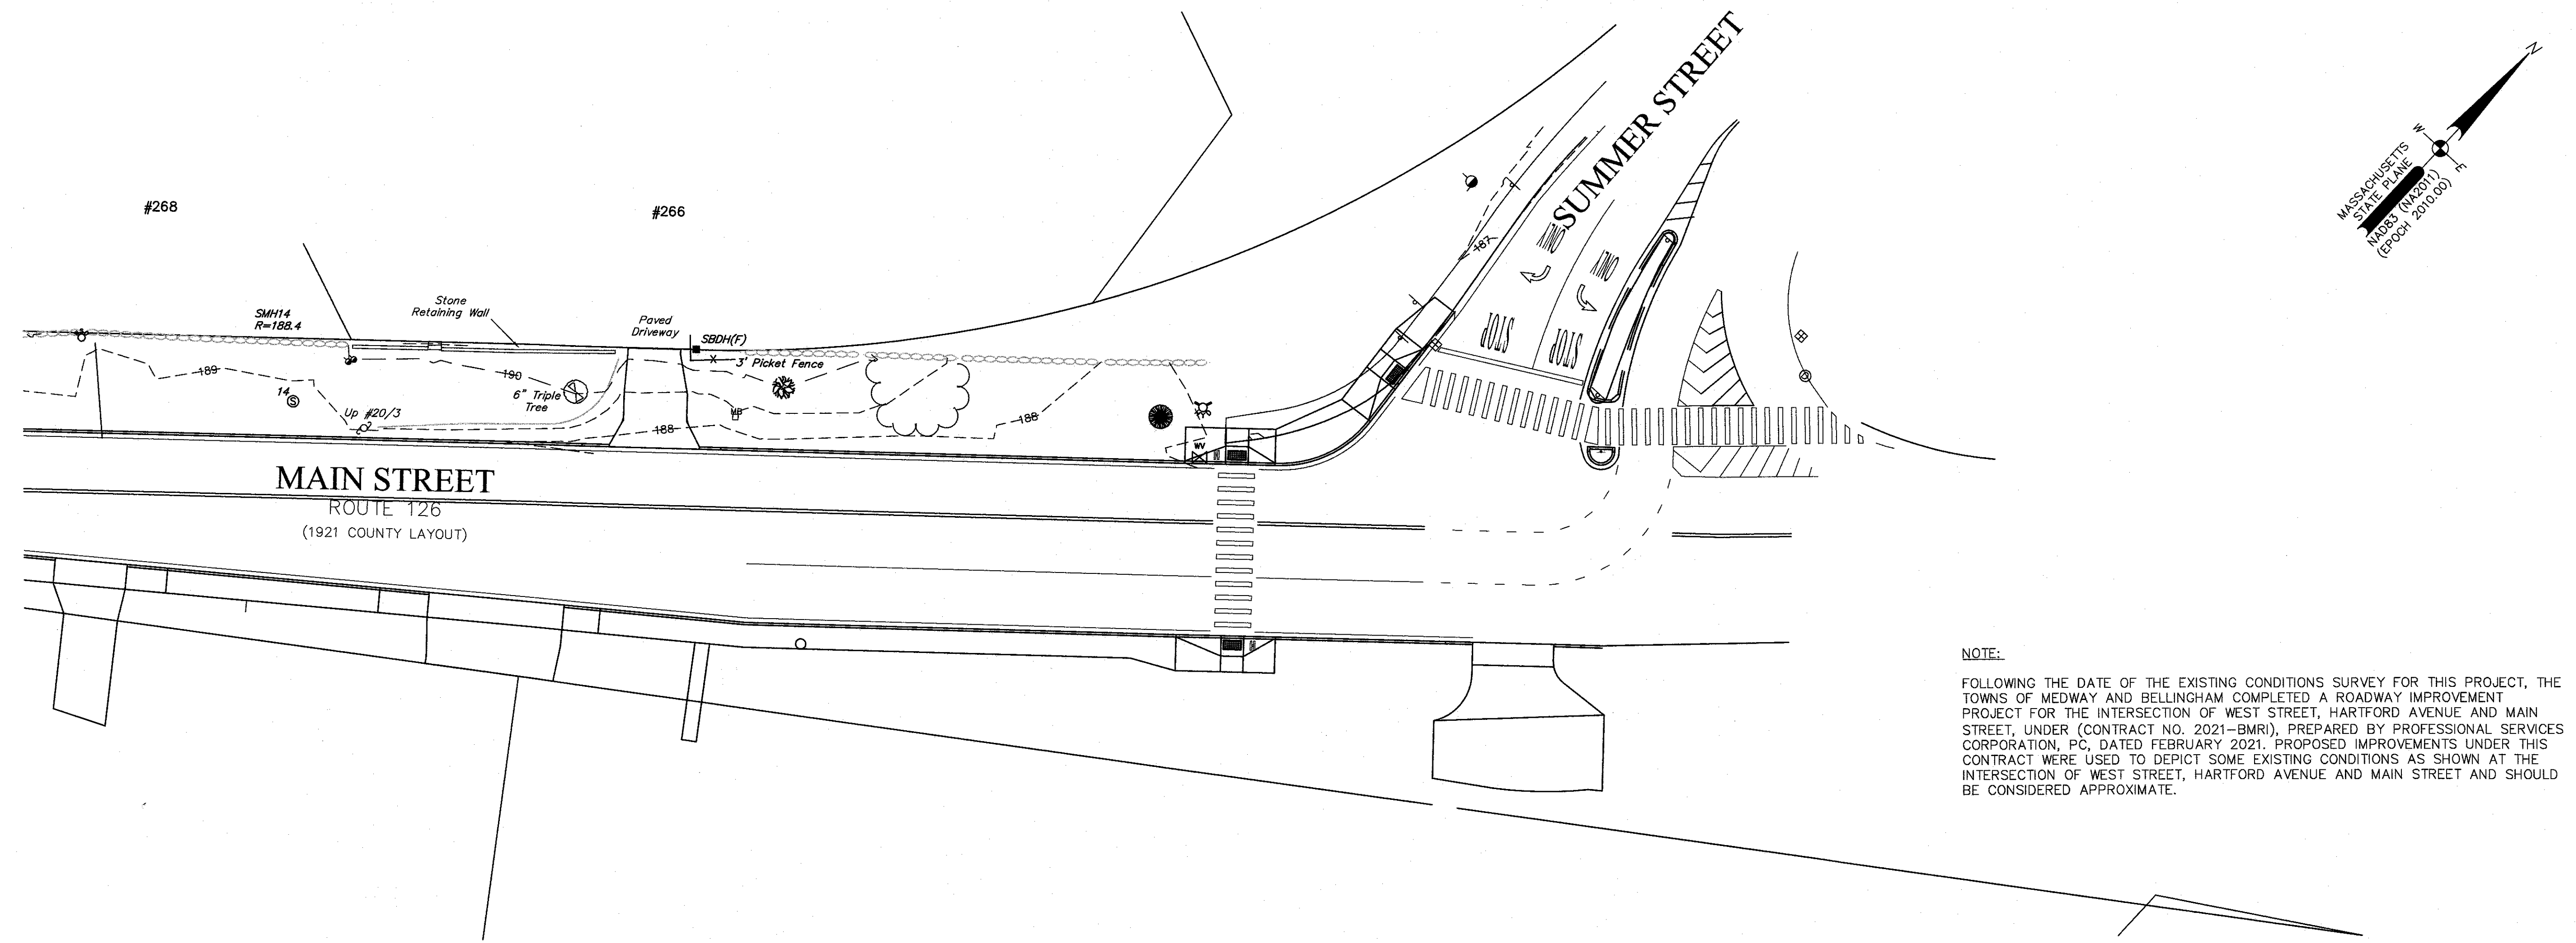 SUMMER STREET
N
W
E
MASSACHUSETTS
STATE PLANE
NAD83 (NA2011)
(EPOCH 2010.00)
#268
#266
187
ONLY
ONLY
STOP
STOP
SMH14
R=188.4
Stone
Retaining Wall
Paved
Driveway
SBDH(F)
3' Picket Fence
189
190
14
S
6" Triple
Tree
Up #20/3
MB
188
188
WV
MAIN STREET
ROUTE 126
(1921 COUNTY LAYOUT)
NOTE:
FOLLOWING THE DATE OF THE EXISTING CONDITIONS SURVEY FOR THIS PROJECT, THE
TOWNS OF MEDWAY AND BELLINGHAM COMPLETED A ROADWAY IMPROVEMENT
PROJECT FOR THE INTERSECTION OF WEST STREET, HARTFORD AVENUE AND MAIN
STREET, UNDER (CONTRACT NO. 2021-BMRI), PREPARED BY PROFESSIONAL SERVICES
CORPORATION, PC, DATED FEBRUARY 2021. PROPOSED IMPROVEMENTS UNDER THIS
CONTRACT WERE USED TO DEPICT SOME EXISTING CONDITIONS AS SHOWN AT THE
INTERSECTION OF WEST STREET, HARTFORD AVENUE AND MAIN STREET AND SHOULD
BE CONSIDERED APPROXIMATE.